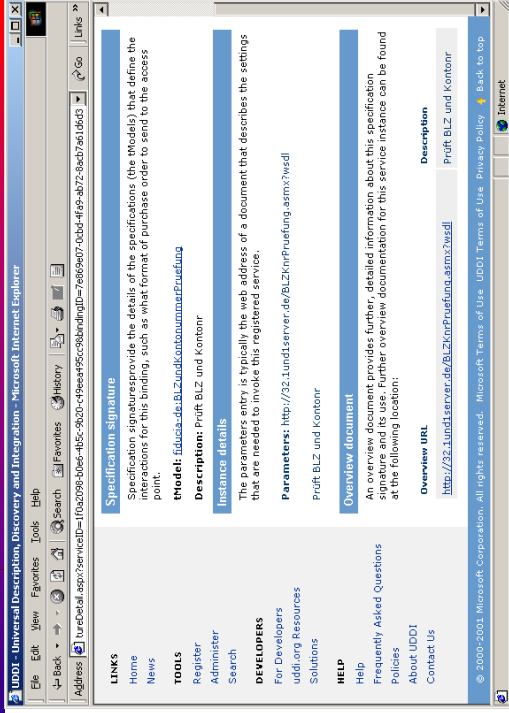 UDDI - Universal Description, Discovery and Integration - Microsoft Internet Explorer
File Edit View Favorites Tools Help
Back Search Favorites History
Address tureDetail.aspx?serviceID=1f0a2098-b0e6-4b5c-9b20-c49eea495cc9&bindingID=7e869e07-0cbd-4fa9-ab72-8acb7a61d6d3 Go Links »
LINKS
Home
News
TOOLS
Register
Administer
Search
DEVELOPERS
For Developers
uddi.org Resources
Solutions
HELP
Help
Frequently Asked Questions
Policies
About UDDI
Contact Us
Specification signature
Specification signaturesprovide the details of the specifications (the tModels) that define the
interactions for this binding, such as what format of purchase order to send to the access
point.
tModel: fiducia-de:BLZundKontonummerPruefung
Description: Prüft BLZ und Kontonr
Instance details
The parameters entry is typically the web address of a document that describes the settings
that are needed to invoke this registered service.
Parameters: http://32.1und1server.de/BLZKnrPruefung.asmx?wsdl
Prüft BLZ und Kontonr
Overview document
An overview document provides further, detailed information about this specification
signature and its use. Further overview documentation for this service instance can be found
at the following location:
Overview URL Description
http://32.1und1server.de/BLZKnrPruefung.asmx?wsdl Prüft BLZ und Kontonr
© 2000-2001 Microsoft Corporation. All rights reserved. Microsoft Terms of Use UDDI Terms of Use Privacy Policy Back to top
Internet